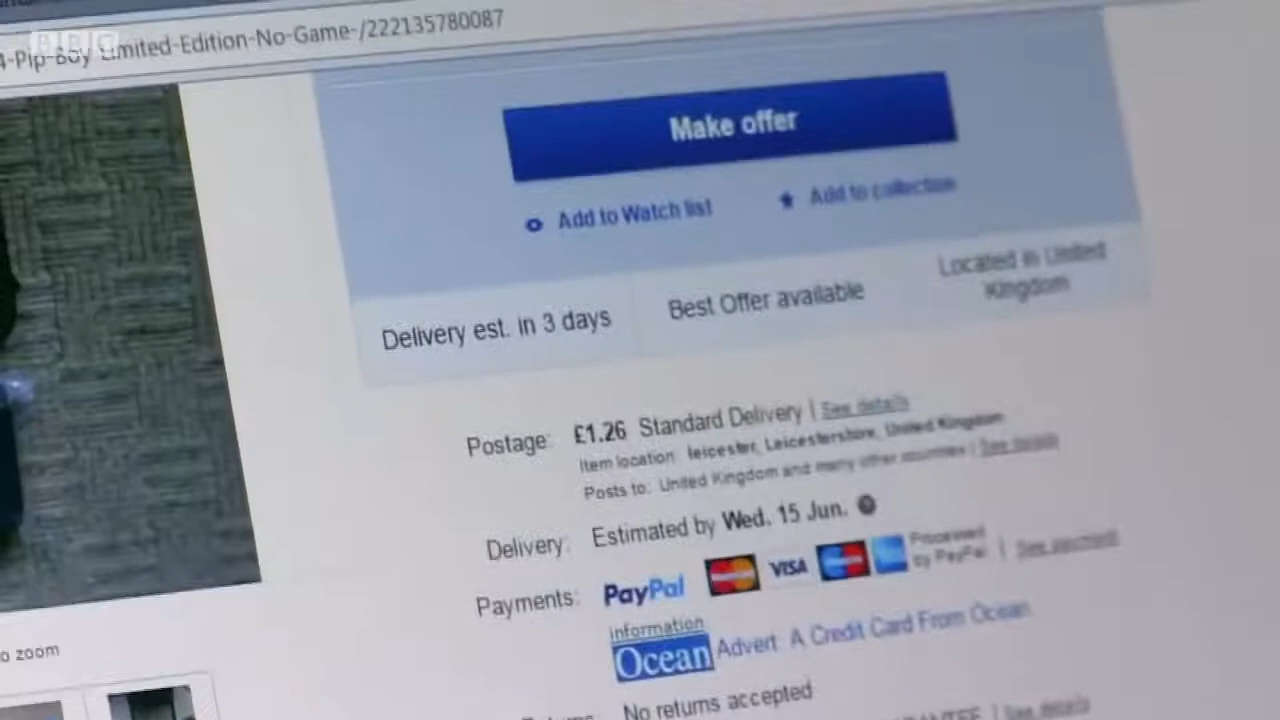 BBC
4-Pip-Boy-Limited-Edition-No-Game-/222135780087
Make offer
Add to Watch list
Add to collection
Delivery est. in 3 days
Best Offer available
Located in United
Kingdom
Postage: £1.26 Standard Delivery | See details
Item location: leicester, Leicestershire, United Kingdom
Posts to: United Kingdom and many other countries | See details
Delivery: Estimated by Wed. 15 Jun.
Payments: PayPal VISA Processed by PayPal | See payment
information
Ocean Advert A Credit Card From Ocean
o zoom
Returns: No returns accepted
| See details